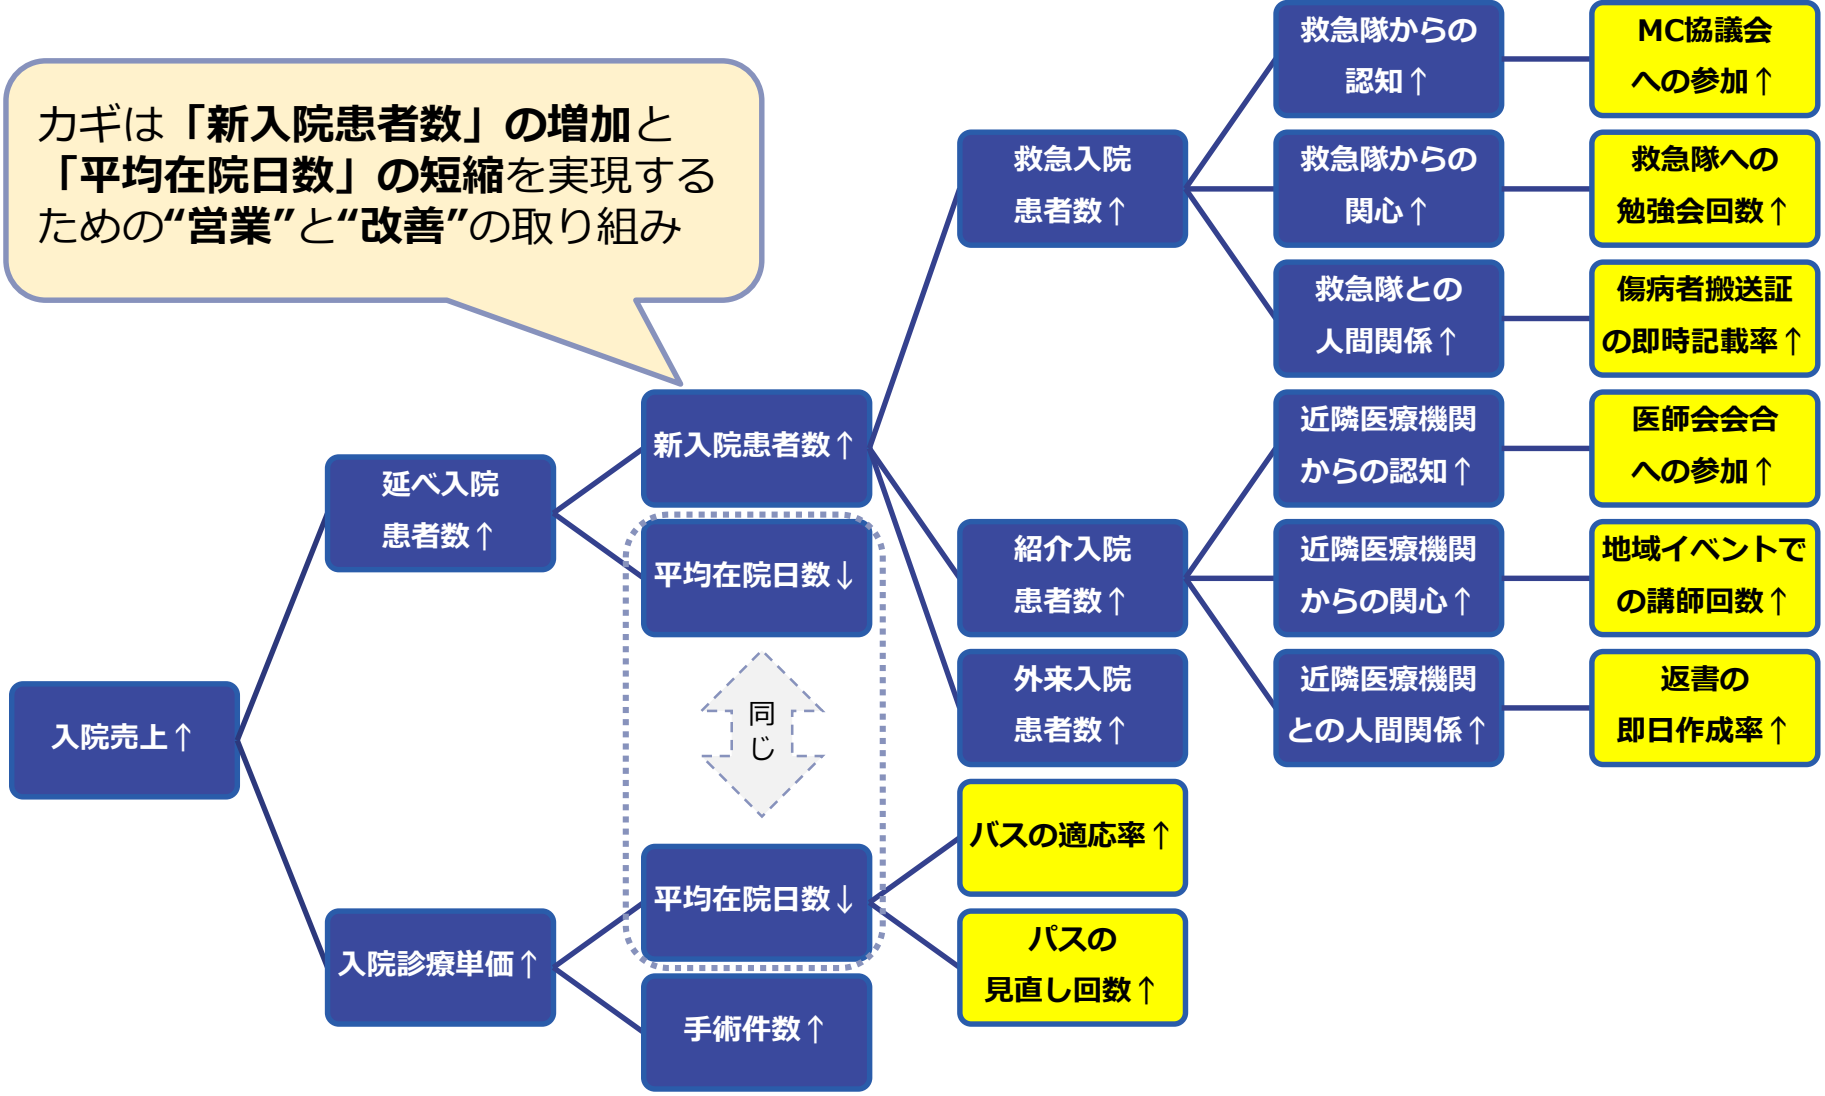 カギは「新入院患者数」の増加と
「平均在院日数」の短縮を実現する
ための“営業”と“改善”の取り組み
入院売上↑
延べ入院
患者数↑
入院診療単価↑
新入院患者数↑
平均在院日数↓
同
じ
平均在院日数↓
手術件数↑
救急入院
患者数↑
紹介入院
患者数↑
外来入院
患者数↑
バスの適応率↑
パスの
見直し回数↑
救急隊からの
認知↑
救急隊からの
関心↑
救急隊との
人間関係↑
近隣医療機関
からの認知↑
近隣医療機関
からの関心↑
近隣医療機関
との人間関係↑
MC協議会
への参加↑
救急隊への
勉強会回数↑
傷病者搬送証
の即時記載率↑
医師会会合
への参加↑
地域イベントで
の講師回数↑
返書の
即日作成率↑